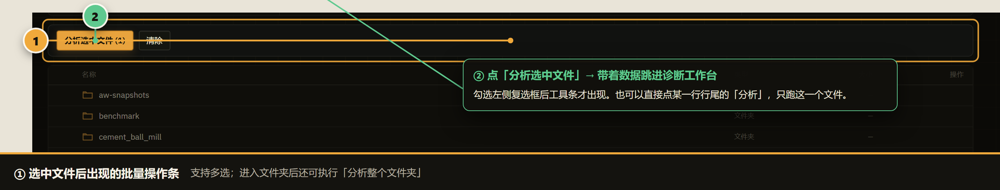 2
1
分析选中文件 (1)
清除
② 点「分析选中文件」→ 带着数据跳进诊断工作台
勾选左侧复选框后工具条才出现。也可以直接点某一行行尾的「分析」，只跑这一个文件。
名称
操作
aw-snapshots
benchmark
文件夹
—
cement_ball_mill
文件夹
—
① 选中文件后出现的批量操作条 支持多选；进入文件夹后还可执行「分析整个文件夹」